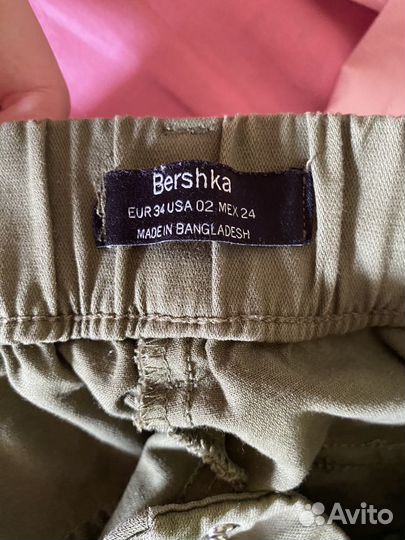 Bershka
EUR 34 USA 02 MEX 24
MADE IN BANGLADESH
Avito